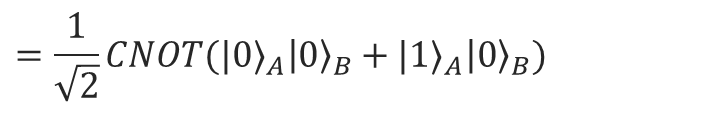 = 1/√2 CNOT(|0⟩_A|0⟩_B + |1⟩_A|0⟩_B)